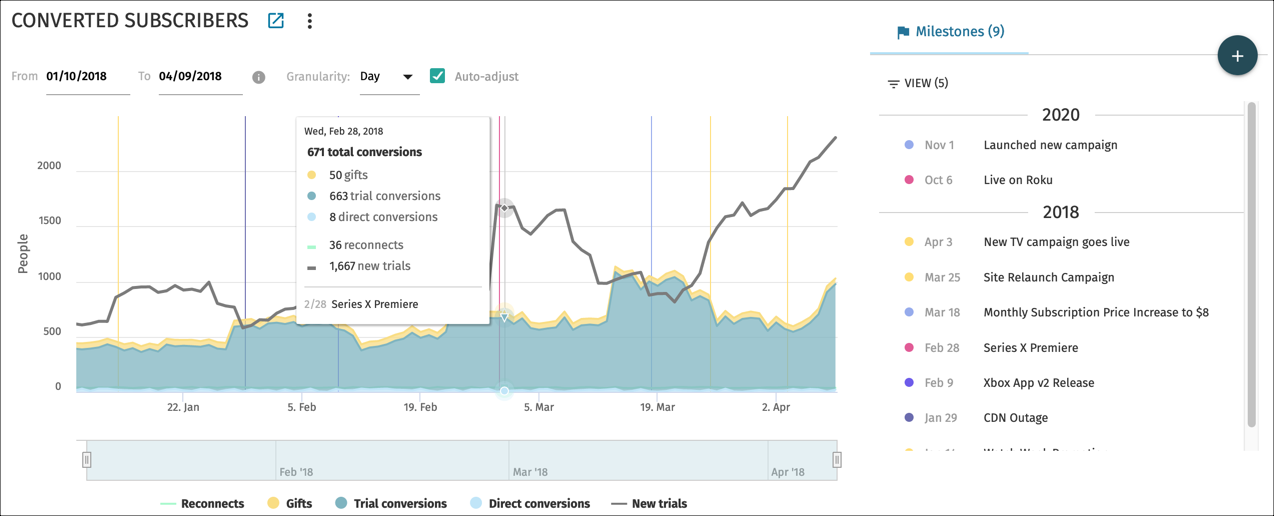 CONVERTED SUBSCRIBERS
From 01/10/2018 To 04/09/2018 Granularity: Day Auto-adjust
People
2000
1500
1000
500
0
Wed, Feb 28, 2018
671 total conversions
50 gifts
663 trial conversions
8 direct conversions
36 reconnects
1,667 new trials
2/28 Series X Premiere
22. Jan 5. Feb 19. Feb 5. Mar 19. Mar 2. Apr
Feb '18 Mar '18 Apr '18
Reconnects Gifts Trial conversions Direct conversions New trials
Milestones (9)
+
VIEW (5)
2020
Nov 1 Launched new campaign
Oct 6 Live on Roku
2018
Apr 3 New TV campaign goes live
Mar 25 Site Relaunch Campaign
Mar 18 Monthly Subscription Price Increase to $8
Feb 28 Series X Premiere
Feb 9 Xbox App v2 Release
Jan 29 CDN Outage